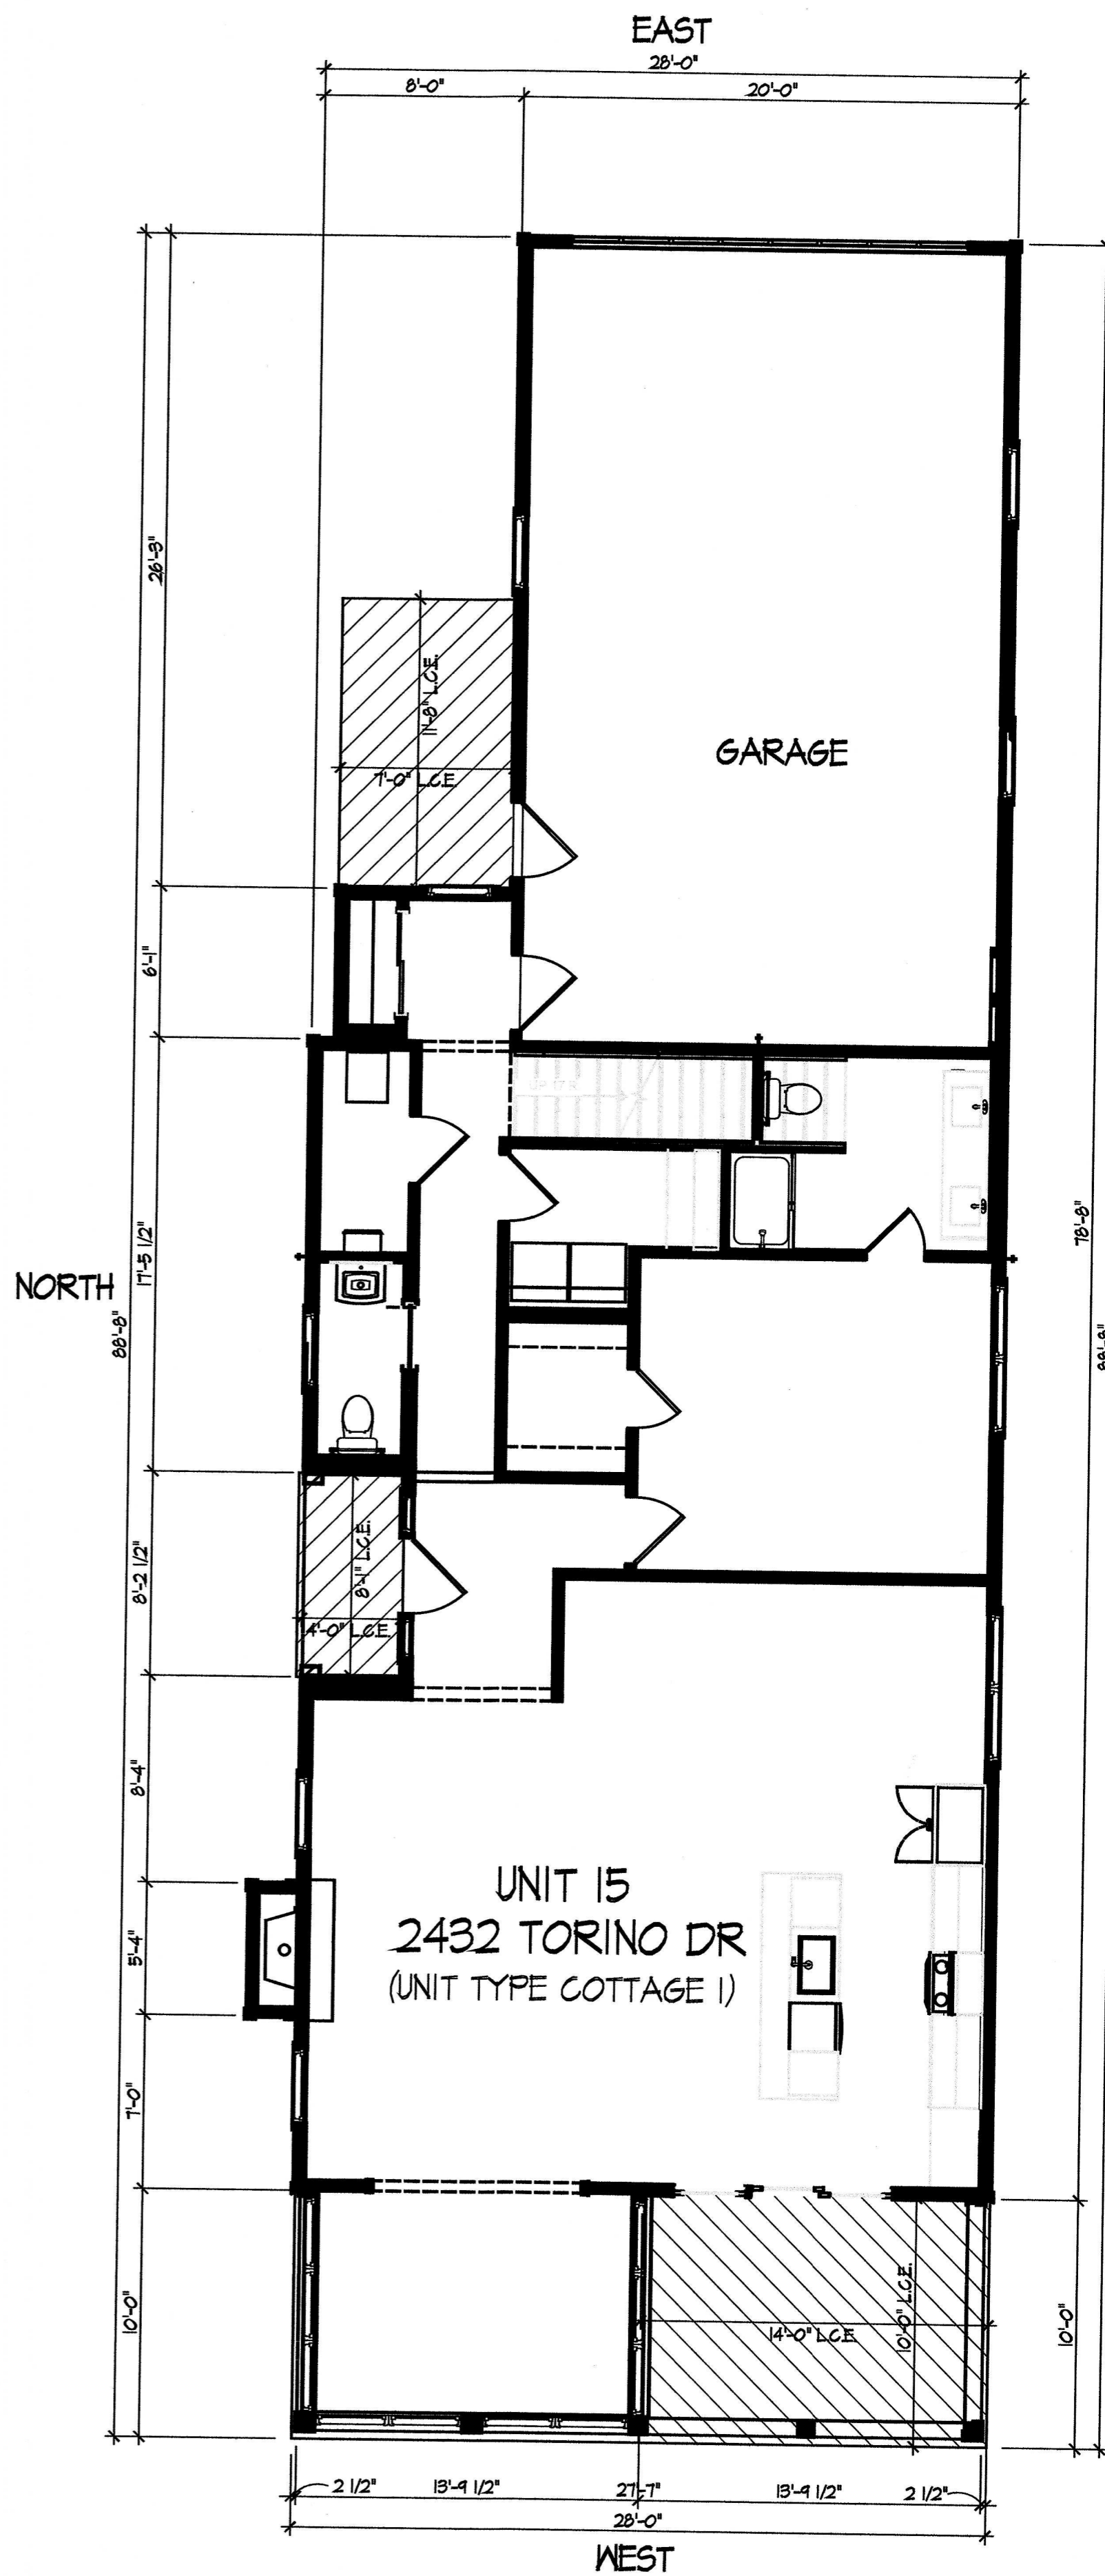 EAST
28'-0"
8'-0"
20'-0"
26'-3"
11'-8" L.C.E.
7'-0" L.C.E.
GARAGE
6'-1"
17'-5 1/2"
NORTH
88'-8"
78'-8"
8'-2 1/2"
8'-1" L.C.E.
4'-0" L.C.E.
8'-4"
UNIT 15
2432 TORINO DR
(UNIT TYPE COTTAGE 1)
5'-4"
7'-0"
10'-0"
10'-0" L.C.E.
14'-0" L.C.E.
10'-0"
2 1/2"
13'-9 1/2"
27'-7"
13'-9 1/2"
2 1/2"
28'-0"
WEST